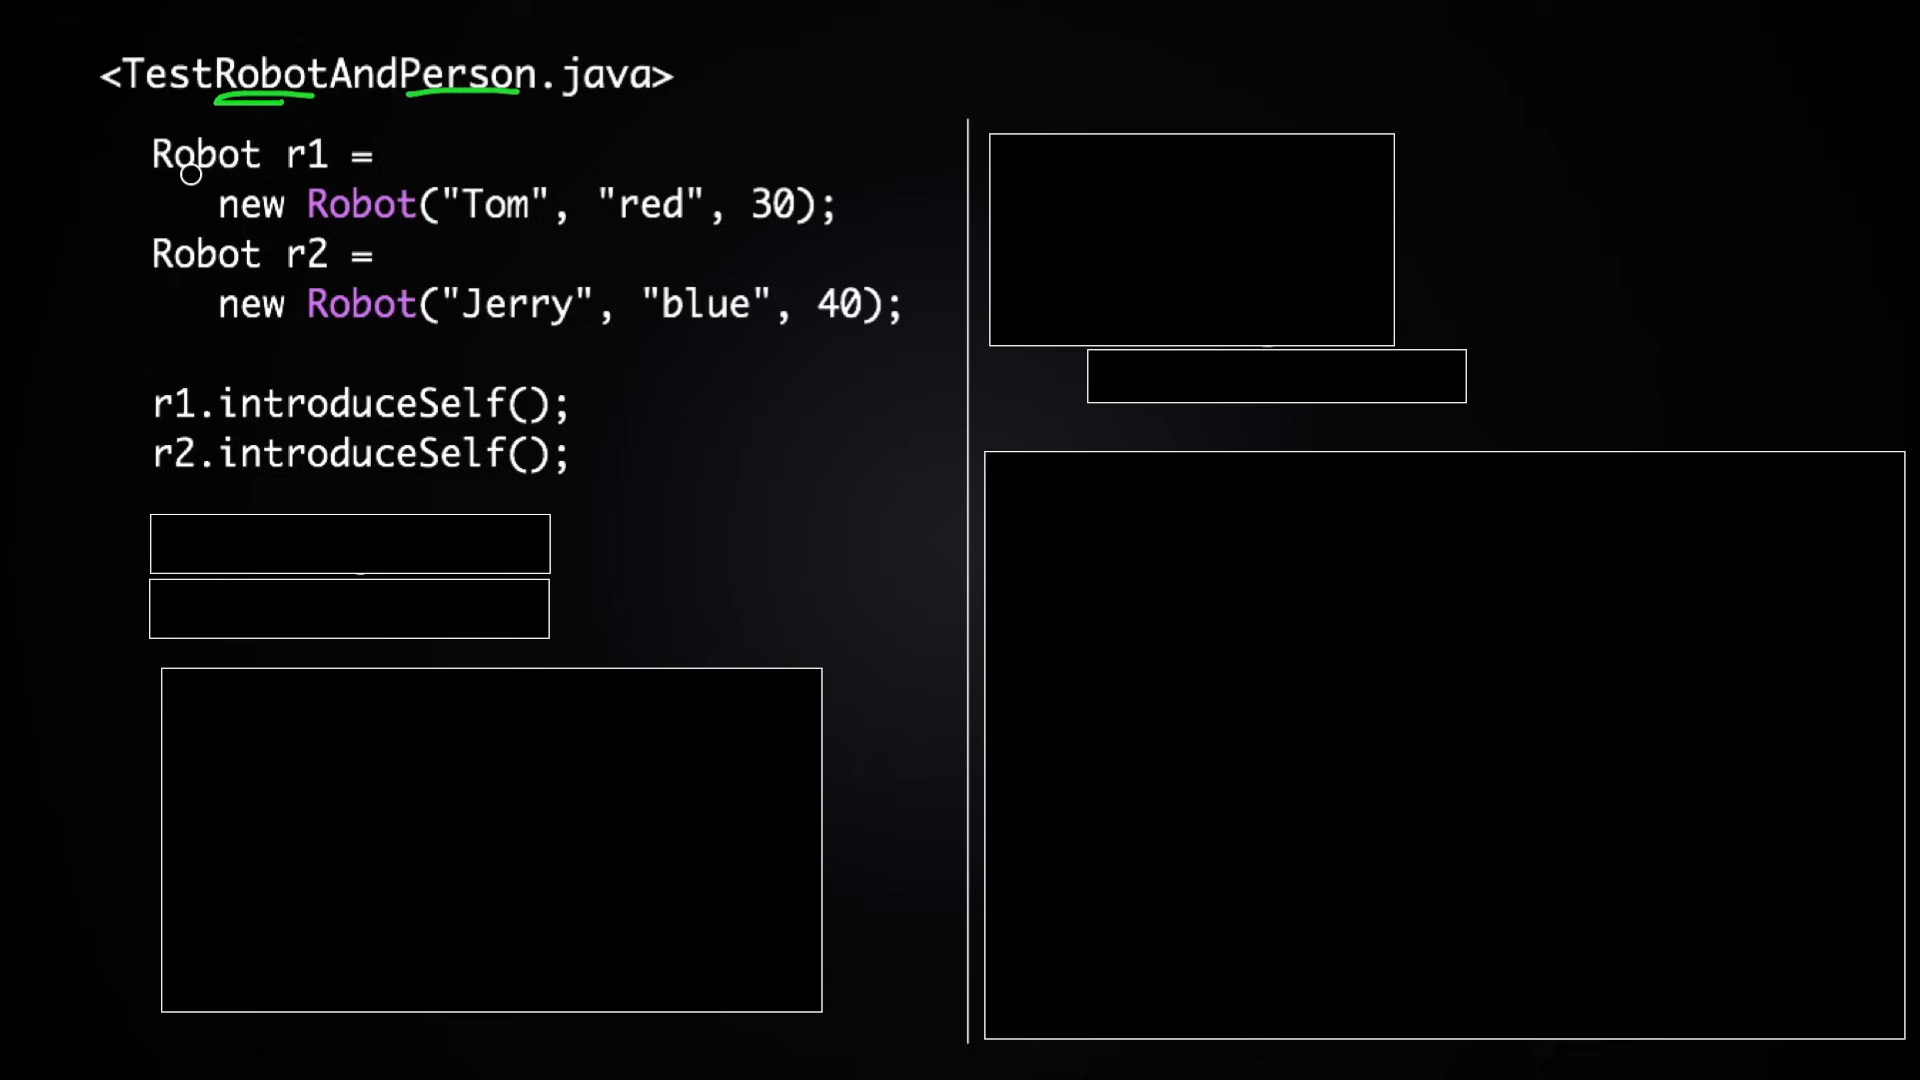 <TestRobotAndPerson.java>
Robot r1 =
new Robot("Tom", "red", 30);
Robot r2 =
new Robot("Jerry", "blue", 40);
r1.introduceSelf();
r2.introduceSelf();